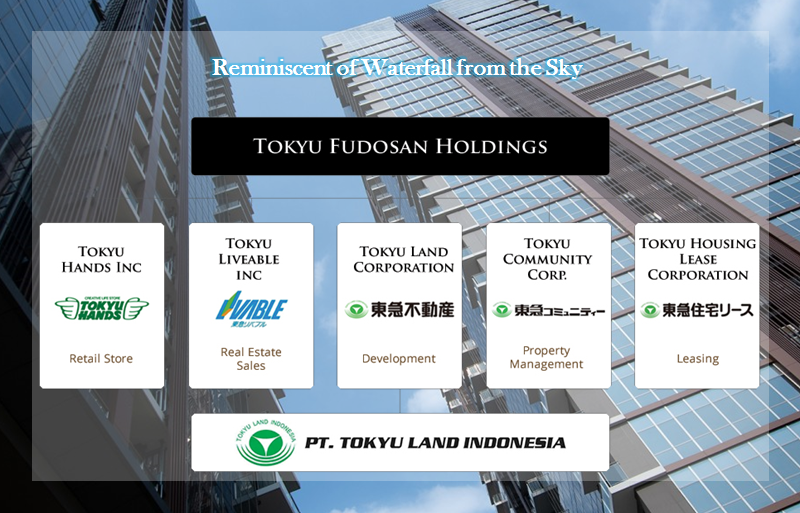 Reminiscent of Waterfall from the Sky
Tokyu Fudosan Holdings
Tokyu
Hands Inc
CREATIVE LIFE STORE
TOKYU
HANDS
Retail Store
Tokyu
Liveable
inc
LIVABLE
東急リバブル
Real Estate
Sales
Tokyu Land
Corporation
東急不動産
Development
Tokyu
Community
Corp.
東急コミュニティー
Property
Management
Tokyu Housing
Lease
Corporation
東急住宅リース
Leasing
TOKYU LAND INDONESIA
PT. TOKYU LAND INDONESIA